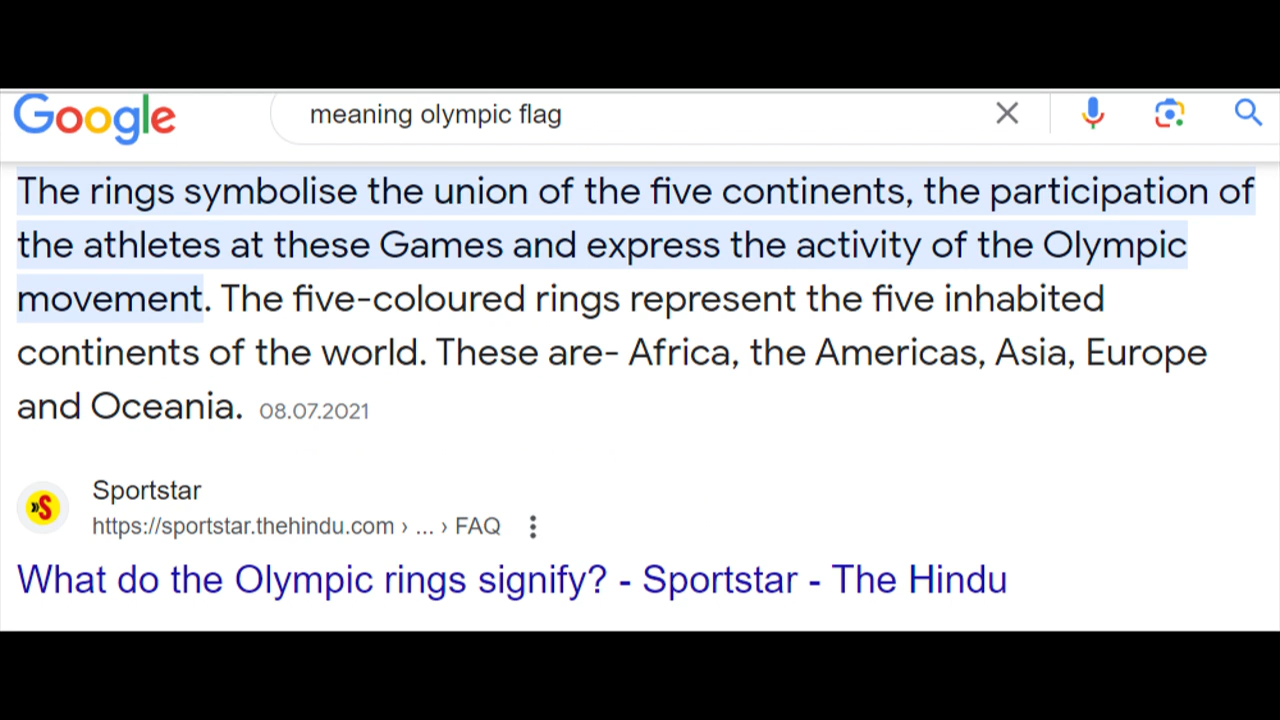 Google
meaning olympic flag
The rings symbolise the union of the five continents, the participation of
the athletes at these Games and express the activity of the Olympic
movement. The five-coloured rings represent the five inhabited
continents of the world. These are- Africa, the Americas, Asia, Europe
and Oceania. 08.07.2021
S
Sportstar
https://sportstar.thehindu.com › ... › FAQ
What do the Olympic rings signify? - Sportstar - The Hindu